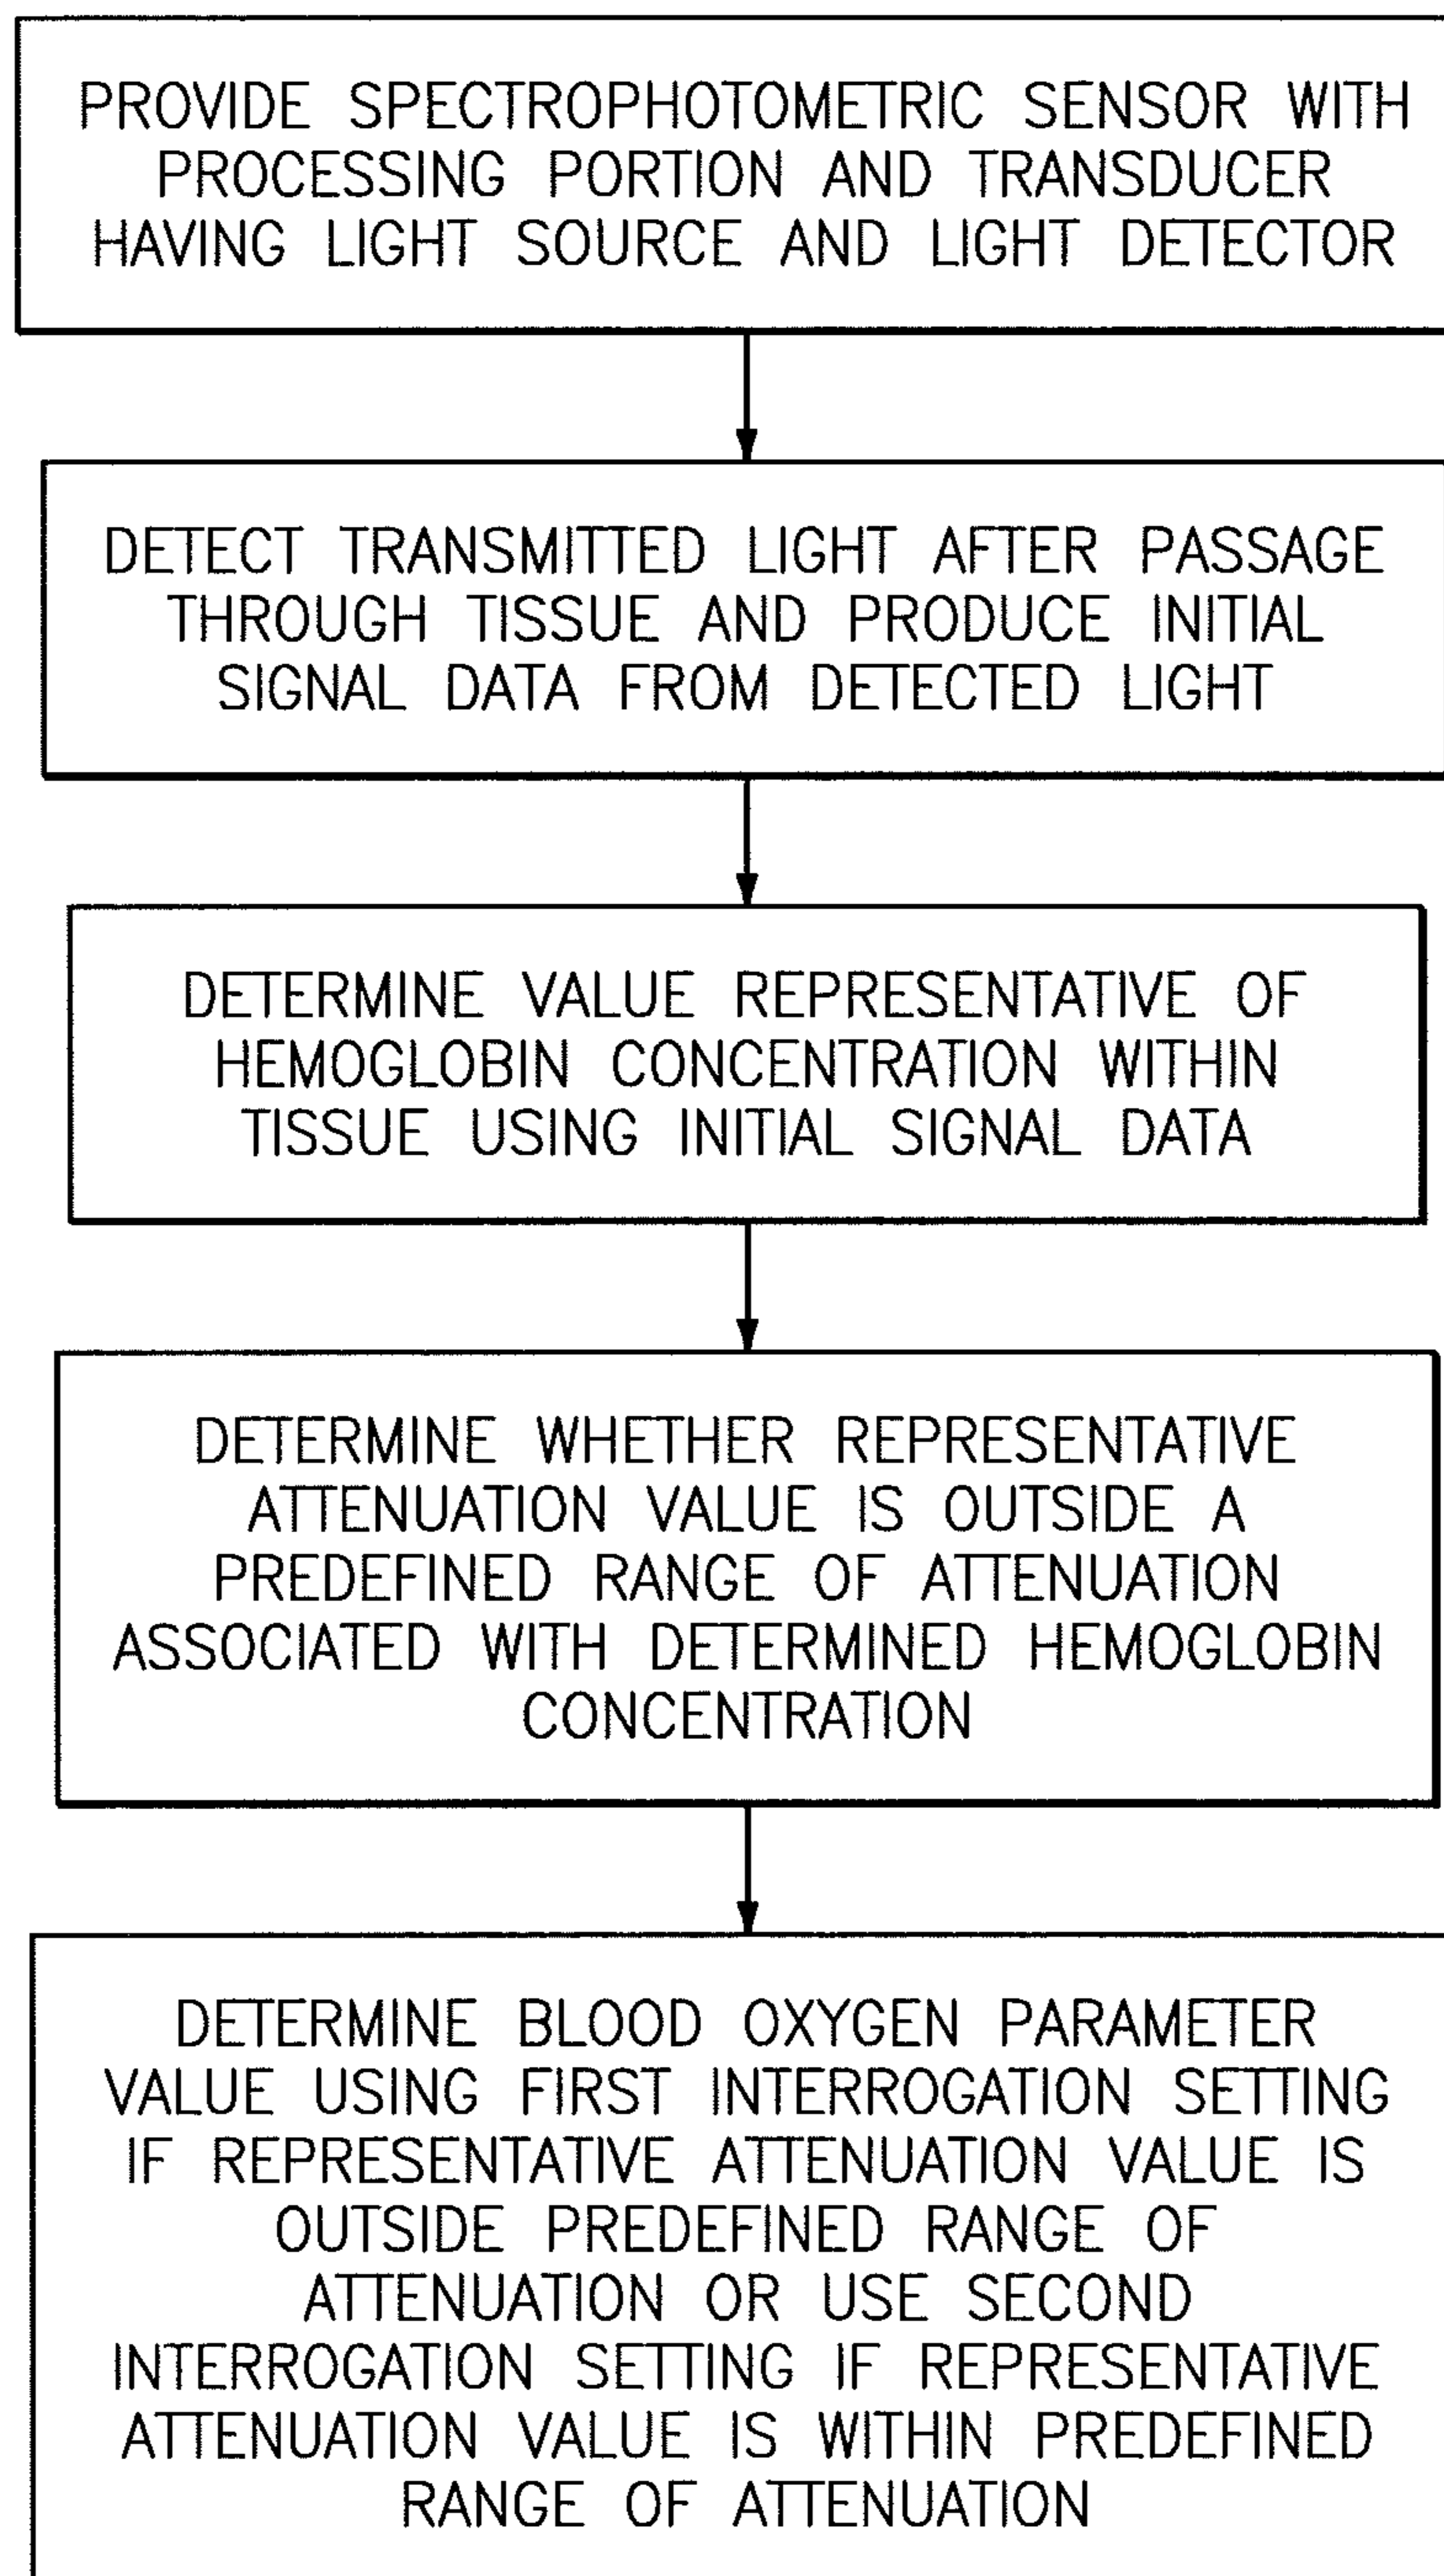 PROVIDE SPECTROPHOTOMETRIC SENSOR WITH
PROCESSING PORTION AND TRANSDUCER
HAVING LIGHT SOURCE AND LIGHT DETECTOR
DETECT TRANSMITTED LIGHT AFTER PASSAGE
THROUGH TISSUE AND PRODUCE INITIAL
SIGNAL DATA FROM DETECTED LIGHT
DETERMINE VALUE REPRESENTATIVE OF
HEMOGLOBIN CONCENTRATION WITHIN
TISSUE USING INITIAL SIGNAL DATA
DETERMINE WHETHER REPRESENTATIVE
ATTENUATION VALUE IS OUTSIDE A
PREDEFINED RANGE OF ATTENUATION
ASSOCIATED WITH DETERMINED HEMOGLOBIN
CONCENTRATION
DETERMINE BLOOD OXYGEN PARAMETER
VALUE USING FIRST INTERROGATION SETTING
IF REPRESENTATIVE ATTENUATION VALUE IS
OUTSIDE PREDEFINED RANGE OF
ATTENUATION OR USE SECOND
INTERROGATION SETTING IF REPRESENTATIVE
ATTENUATION VALUE IS WITHIN PREDEFINED
RANGE OF ATTENUATION